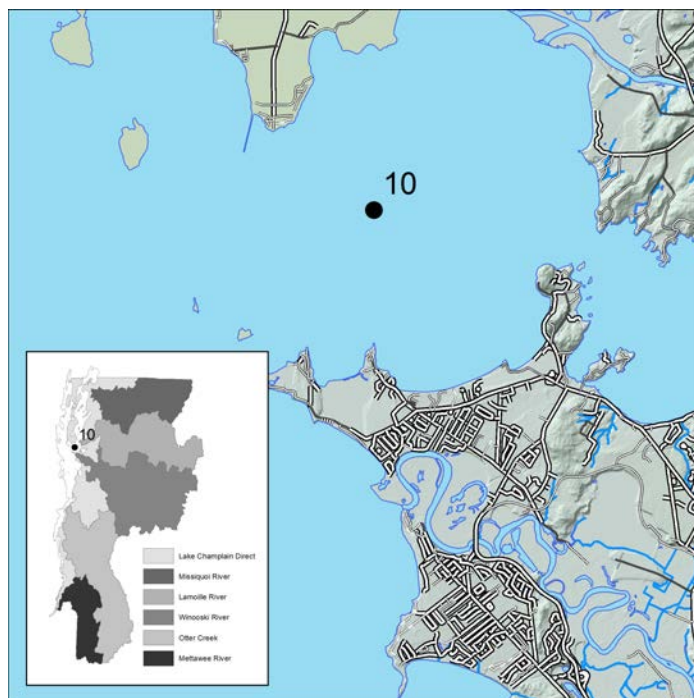 10
10
Lake Champlain Direct
Missiquoi River
Lamoille River
Winooski River
Otter Creek
Mettawee River